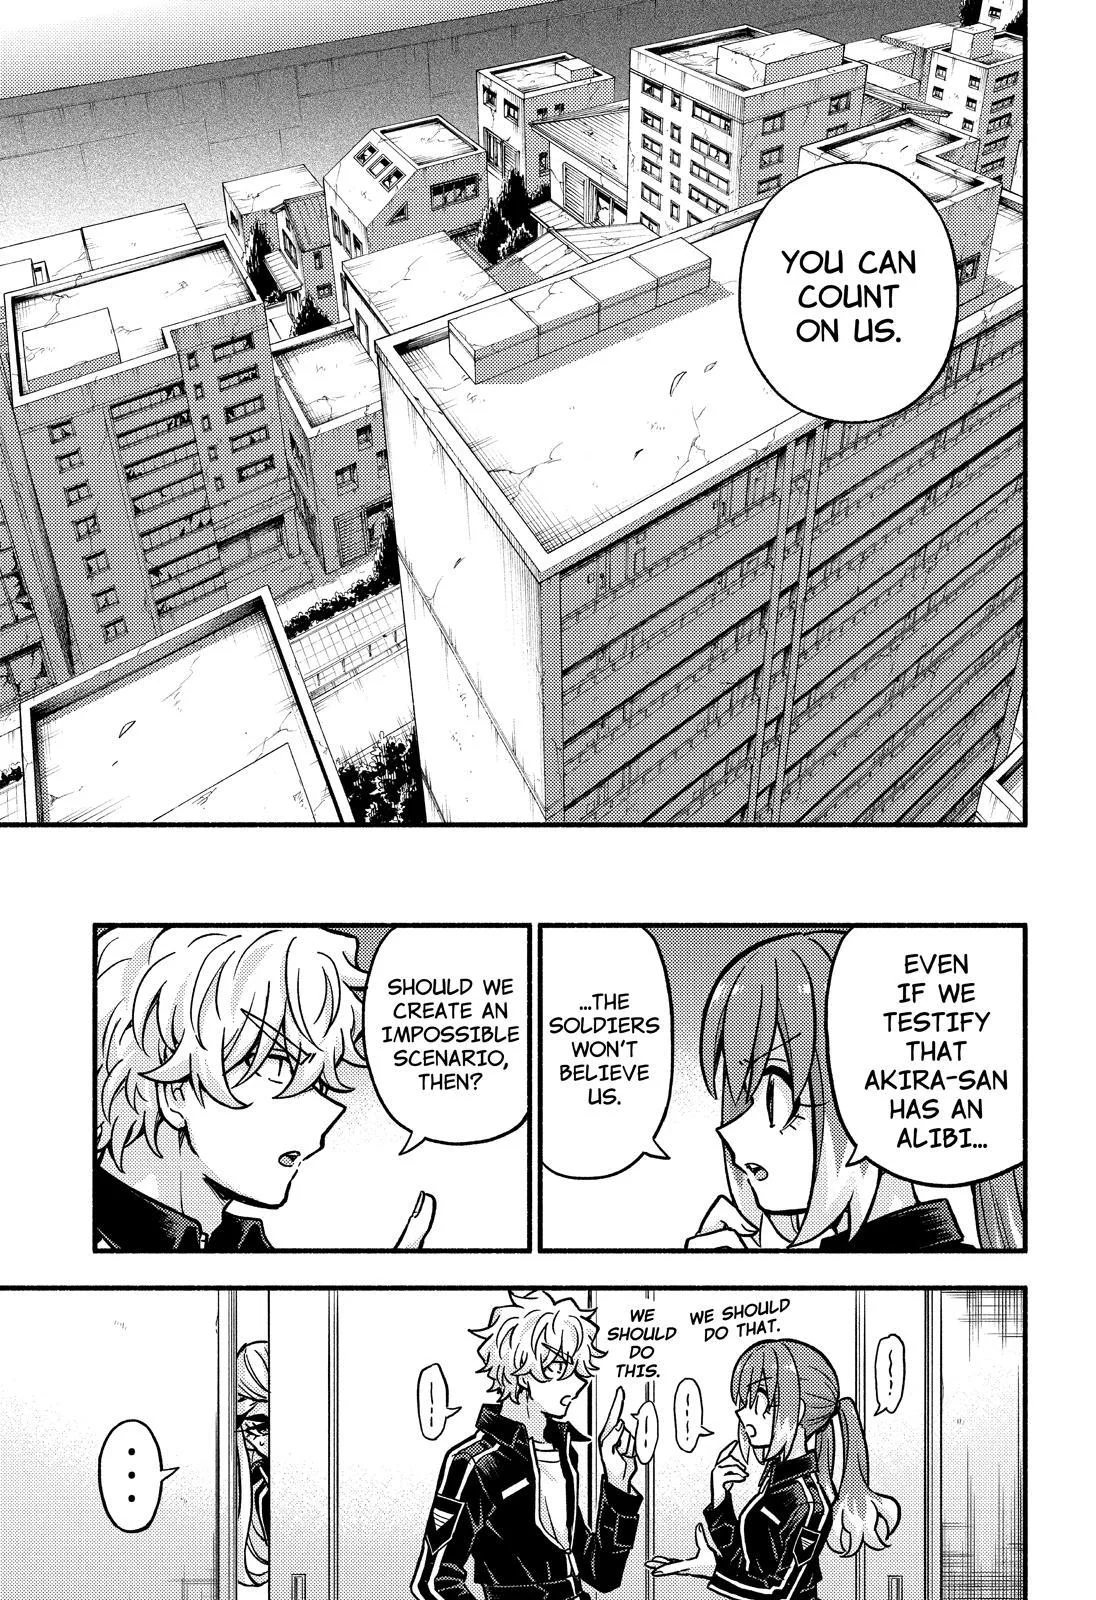 YOU CAN
COUNT
ON US.
EVEN
IF WE
TESTIFY
THAT
AKIRA-SAN
HAS AN
ALIBI...
...THE
SOLDIERS
WON'T
BELIEVE
US.
SHOULD WE
CREATE AN
IMPOSSIBLE
SCENARIO,
THEN?
WE SHOULD
DO THAT.
WE
SHOULD
DO
THIS.
...